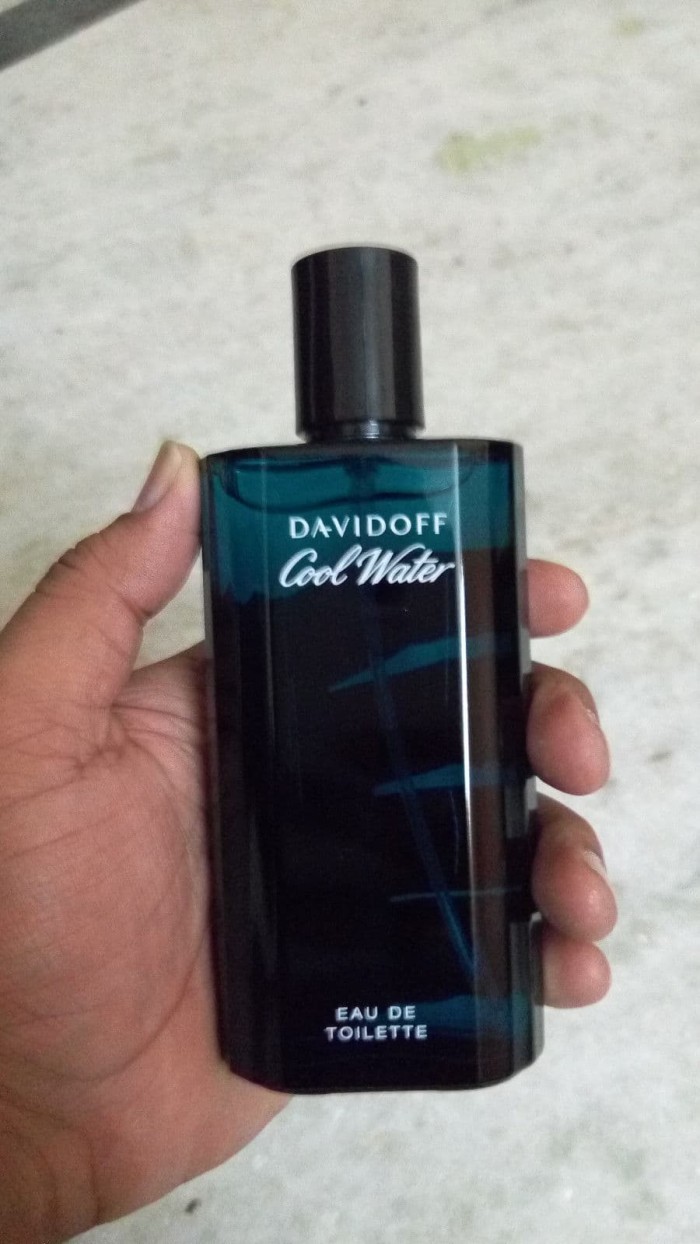 DAVIDOFF
Cool Water
EAU DE
TOILETTE